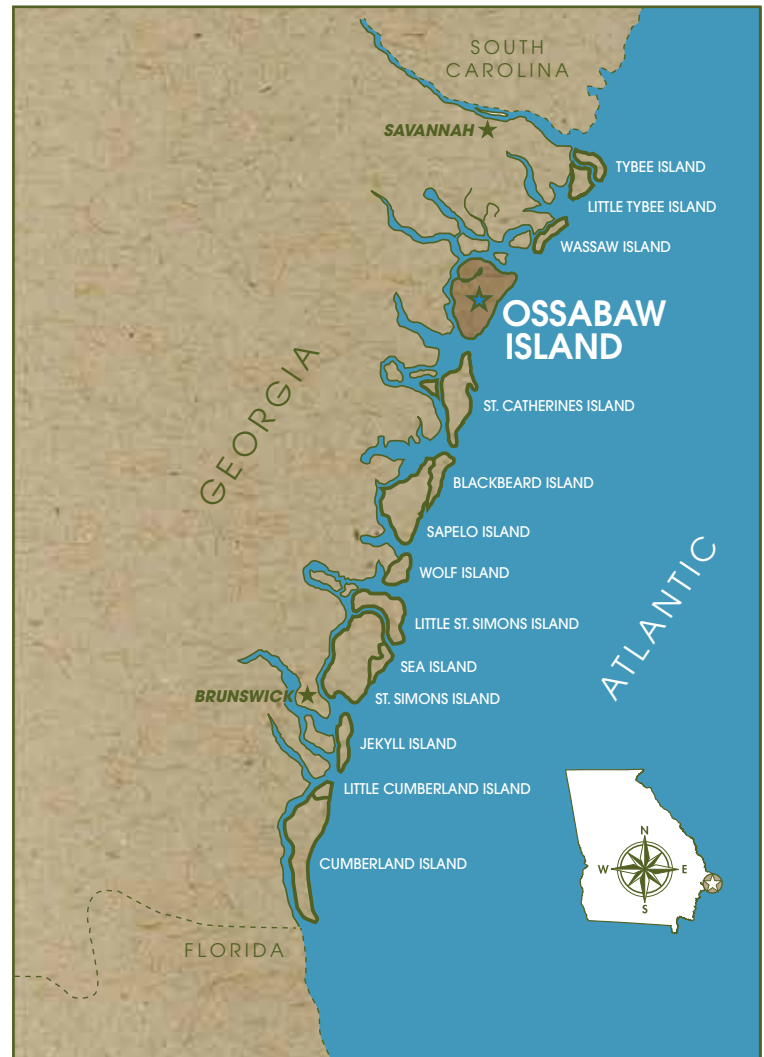 SOUTH
CAROLINA
SAVANNAH
TYBEE ISLAND
LITTLE TYBEE ISLAND
WASSAW ISLAND
OSSABAW
ISLAND
GEORGIA
ST. CATHERINES ISLAND
BLACKBEARD ISLAND
SAPELO ISLAND
WOLF ISLAND
ATLANTIC
LITTLE ST. SIMONS ISLAND
SEA ISLAND
BRUNSWICK
ST. SIMONS ISLAND
JEKYLL ISLAND
LITTLE CUMBERLAND ISLAND
CUMBERLAND ISLAND
N
W
E
S
FLORIDA